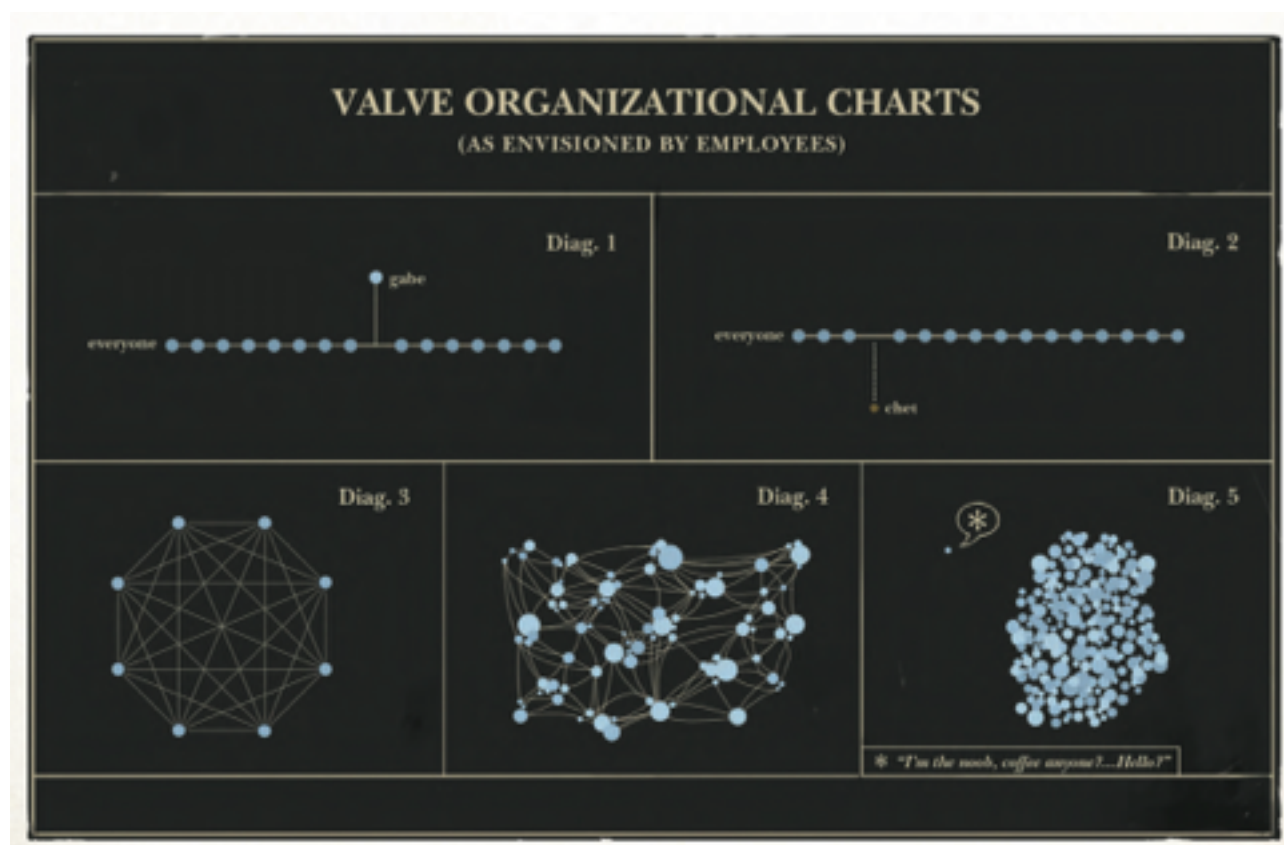 VALVE ORGANIZATIONAL CHARTS
(AS ENVISIONED BY EMPLOYEES)
Diag. 1
gabe
everyone
Diag. 2
everyone
chet
Diag. 3
Diag. 4
Diag. 5
*
* "I'm the noob, coffee anyone?...Hello?"